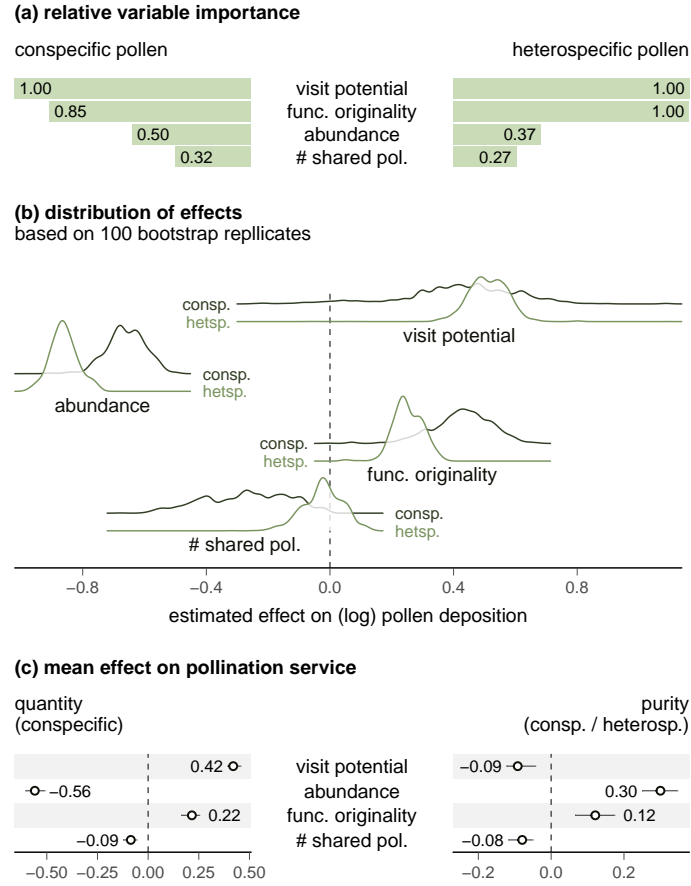 (a) relative variable importance
conspecific pollen
heterospecific pollen
1.00 visit potential 1.00
0.85 func. originality 1.00
0.50 abundance 0.37
0.32 # shared pol. 0.27
(b) distribution of effects
based on 100 bootstrap repllicates
consp.
hetsp.
visit potential
consp.
hetsp.
abundance
consp.
hetsp.
func. originality
consp.
hetsp.
# shared pol.
−0.8 −0.4 0.0 0.4 0.8
estimated effect on (log) pollen deposition
(c) mean effect on pollination service
quantity
(conspecific)
purity
(consp. / heterosp.)
0.42 visit potential −0.09
−0.56 abundance 0.30
0.22 func. originality 0.12
−0.09 # shared pol. −0.08
−0.50 −0.25 0.00 0.25 0.50
−0.2 0.0 0.2